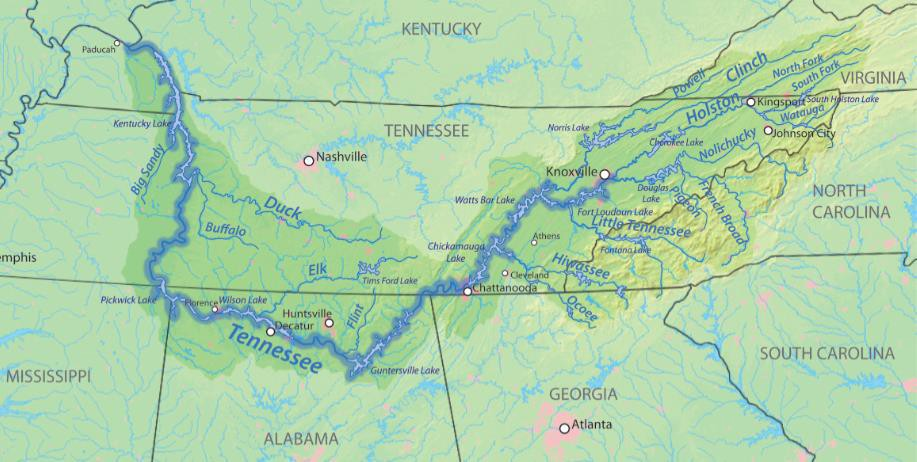 KENTUCKY
Paducah
VIRGINIA
Powell
Clinch
North Fork
South Fork
Holston
Kingsport
South Holston Lake
Watauga
Kentucky Lake
TENNESSEE
Norris Lake
Johnson City
Cherokee Lake
Nolichucky
Nashville
Big Sandy
Knoxville
Douglas
Lake
Pigeon
French Broad
NORTH
CAROLINA
Watts Bar Lake
Duck
Fort Loudoun Lake
Little Tennessee
Buffalo
Athens
Chickamauga
Lake
Fontana Lake
emphis
Elk
Tims Ford Lake
Hiwassee
Cleveland
Chattanooga
Pickwick Lake
Florence
Wilson Lake
Ocoee
Huntsville
Flint
Decatur
Tennessee
Guntersville Lake
SOUTH CAROLINA
MISSISSIPPI
GEORGIA
Atlanta
ALABAMA